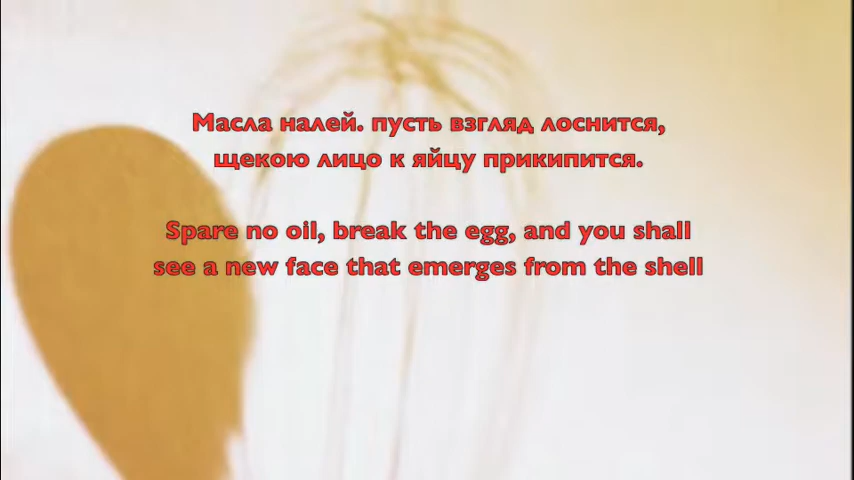 Масла налей. пусть взгляд лоснится,
щекою лицо к яйцу прикипится.
Spare no oil, break the egg, and you shall
see a new face that emerges from the shell